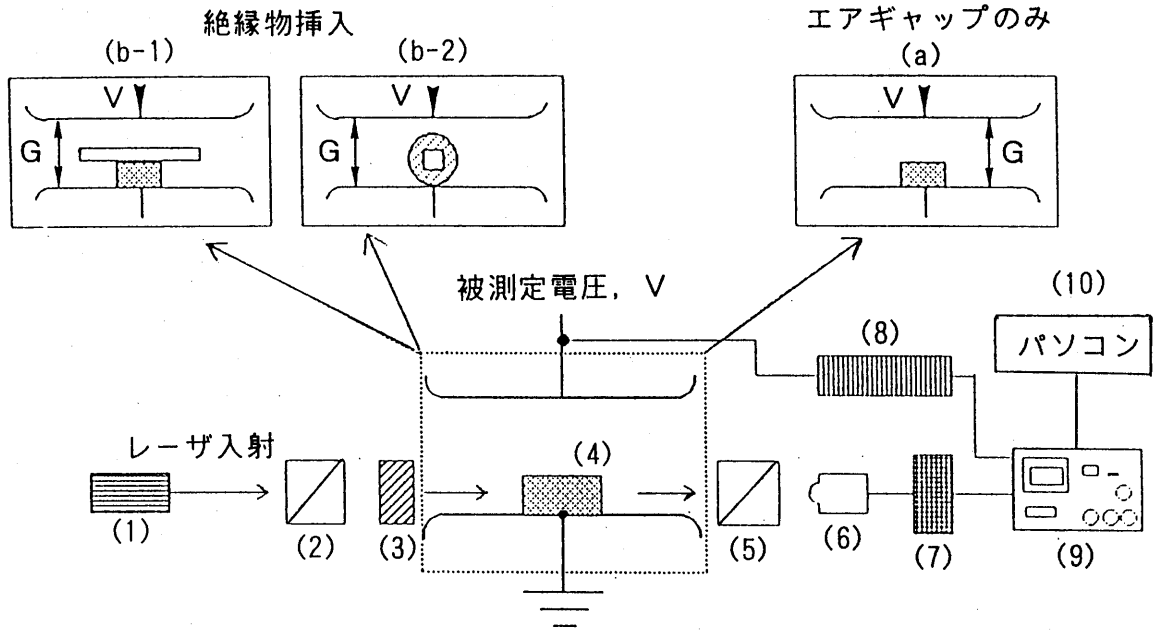 絶縁物挿入
エアギャップのみ
(b-1)
(b-2)
(a)
V
G
V
G
V
G
被測定電圧, V
(10)
パソコン
(8)
レーザ入射
(4)
(1)
(2)
(3)
(5)
(6)
(7)
(9)